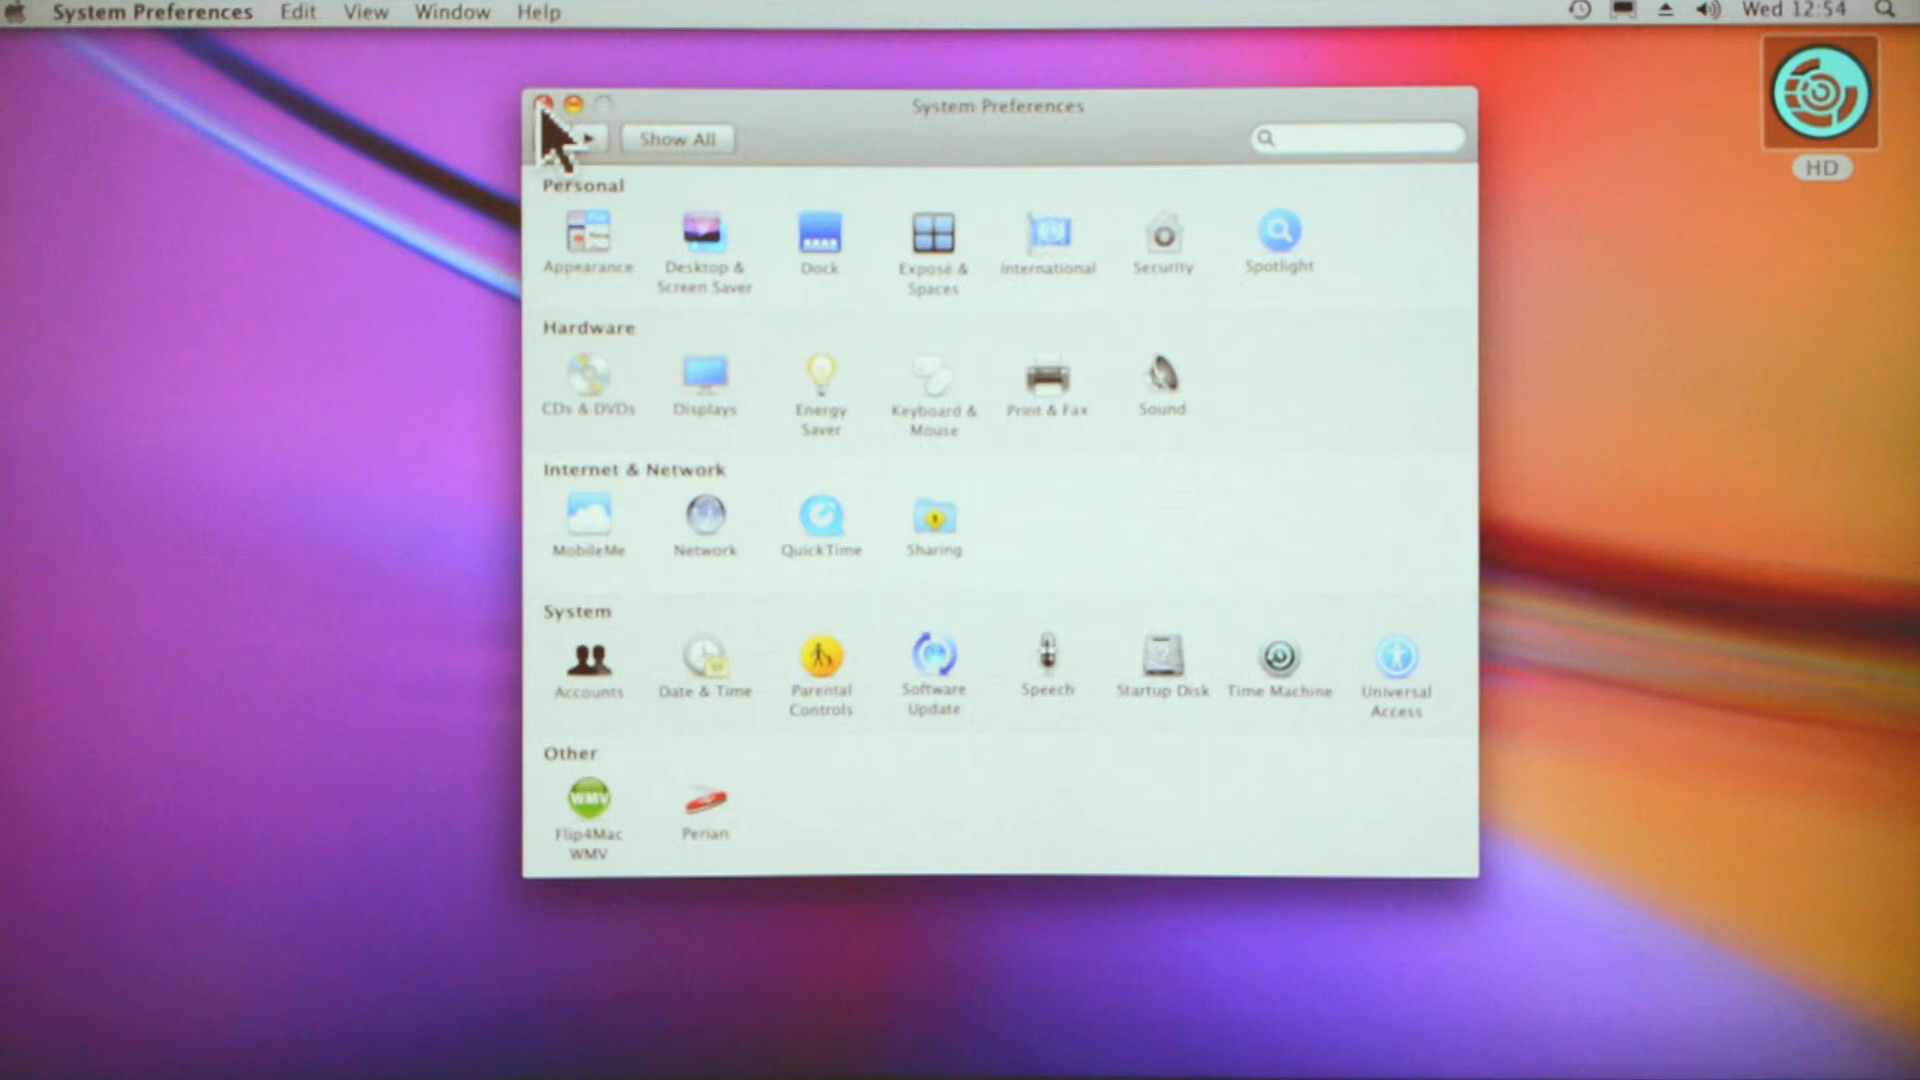 System Preferences Edit View Window Help Wed 12:54
HD
System Preferences
Show All
Personal
Appearance
Desktop &
Screen Saver
Dock
Exposé &
Spaces
International
Security
Spotlight
Hardware
CDs & DVDs
Displays
Energy
Saver
Keyboard &
Mouse
Print & Fax
Sound
Internet & Network
MobileMe
Network
QuickTime
Sharing
System
Accounts
Date & Time
Parental
Controls
Software
Update
Speech
Startup Disk
Time Machine
Universal
Access
Other
WMV
Flip4Mac
WMV
Perian